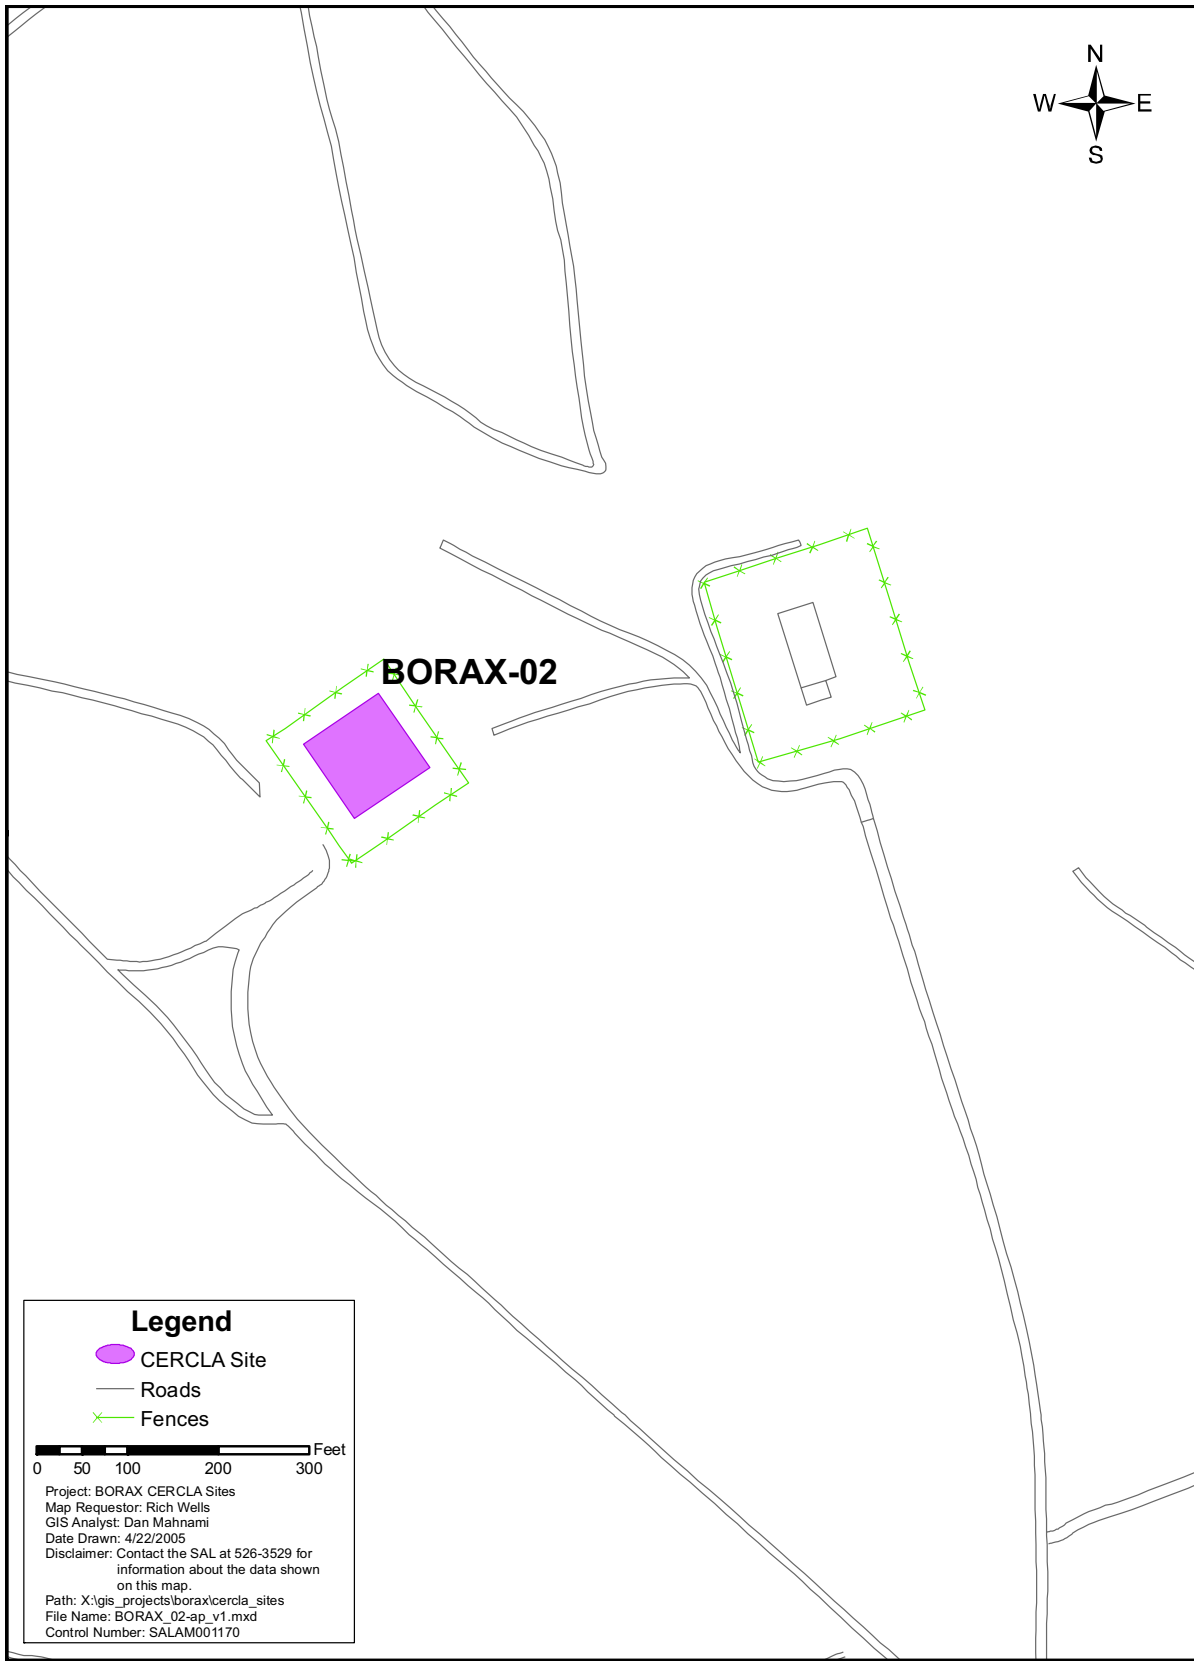 N
W E
S
BORAX-02
Legend
CERCLA Site
Roads
Fences
Feet
0 50 100 200 300
Project: BORAX CERCLA Sites
Map Requestor: Rich Wells
GIS Analyst: Dan Mahnami
Date Drawn: 4/22/2005
Disclaimer: Contact the SAL at 526-3529 for
information about the data shown
on this map.
Path: X:\gis_projects\borax\cercla_sites
File Name: BORAX_02-ap_v1.mxd
Control Number: SALAM001170